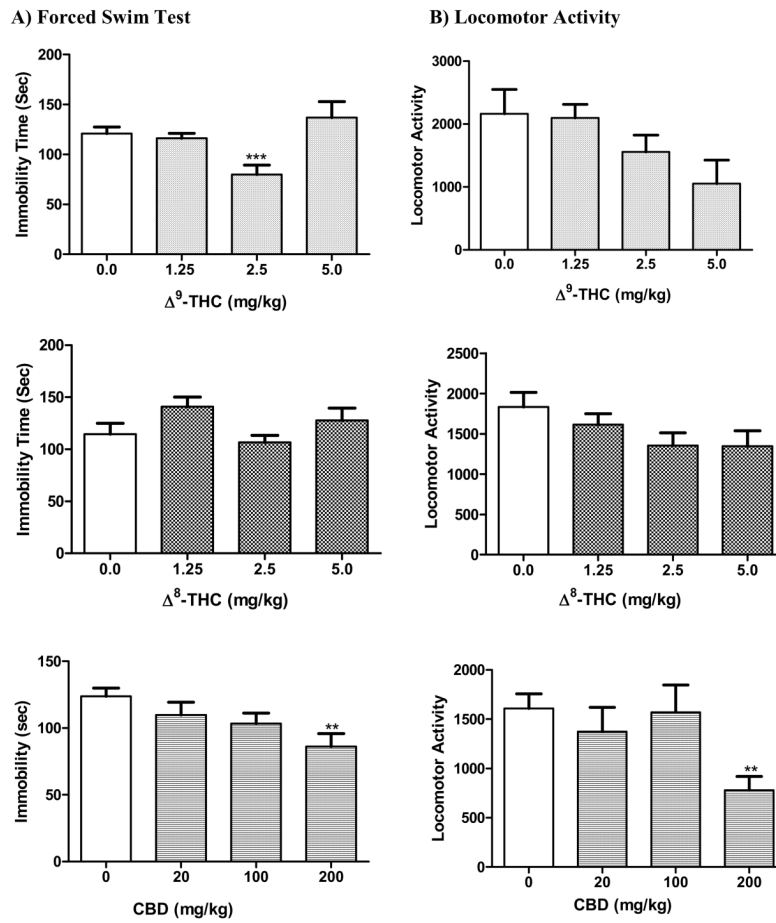 A) Forced Swim Test
B) Locomotor Activity
Immobility Time (Sec)
200
150
100
50
0
***
0.0 1.25 2.5 5.0
Δ⁹-THC (mg/kg)
Locomotor Activity
3000
2000
1000
0
0.0 1.25 2.5 5.0
Δ⁹-THC (mg/kg)
Immobility Time (Sec)
200
150
100
50
0
0.0 1.25 2.5 5.0
Δ⁸-THC (mg/kg)
Locomotor Activity
2500
2000
1500
1000
500
0
0.0 1.25 2.5 5.0
Δ⁸-THC (mg/kg)
Immobility (sec)
150
100
50
0
**
0 20 100 200
CBD (mg/kg)
Locomotor Activity
2000
1500
1000
500
0
**
0 20 100 200
CBD (mg/kg)